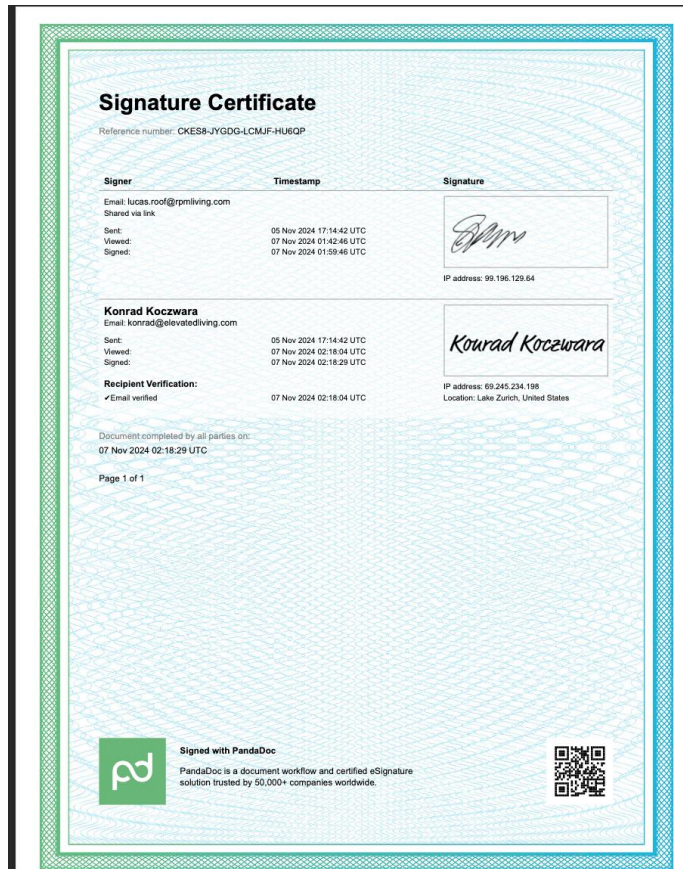 Signature Certificate
Reference number: CKES8-JYGDG-LCMJF-HU6QP
Signer Timestamp Signature
Email: lucas.roof@rpmliving.com
Shared via link
Sent: 05 Nov 2024 17:14:42 UTC
Viewed: 07 Nov 2024 01:42:46 UTC
Signed: 07 Nov 2024 01:59:46 UTC
IP address: 99.196.129.64
Konrad Koczwara
Email: konrad@elevatedliving.com
Sent: 05 Nov 2024 17:14:42 UTC
Viewed: 07 Nov 2024 02:18:04 UTC
Signed: 07 Nov 2024 02:18:29 UTC
Konrad Koczwara
Recipient Verification:
✔Email verified 07 Nov 2024 02:18:04 UTC
IP address: 69.245.234.198
Location: Lake Zurich, United States
Document completed by all parties on:
07 Nov 2024 02:18:29 UTC
Page 1 of 1
pd
Signed with PandaDoc
PandaDoc is a document workflow and certified eSignature
solution trusted by 50,000+ companies worldwide.